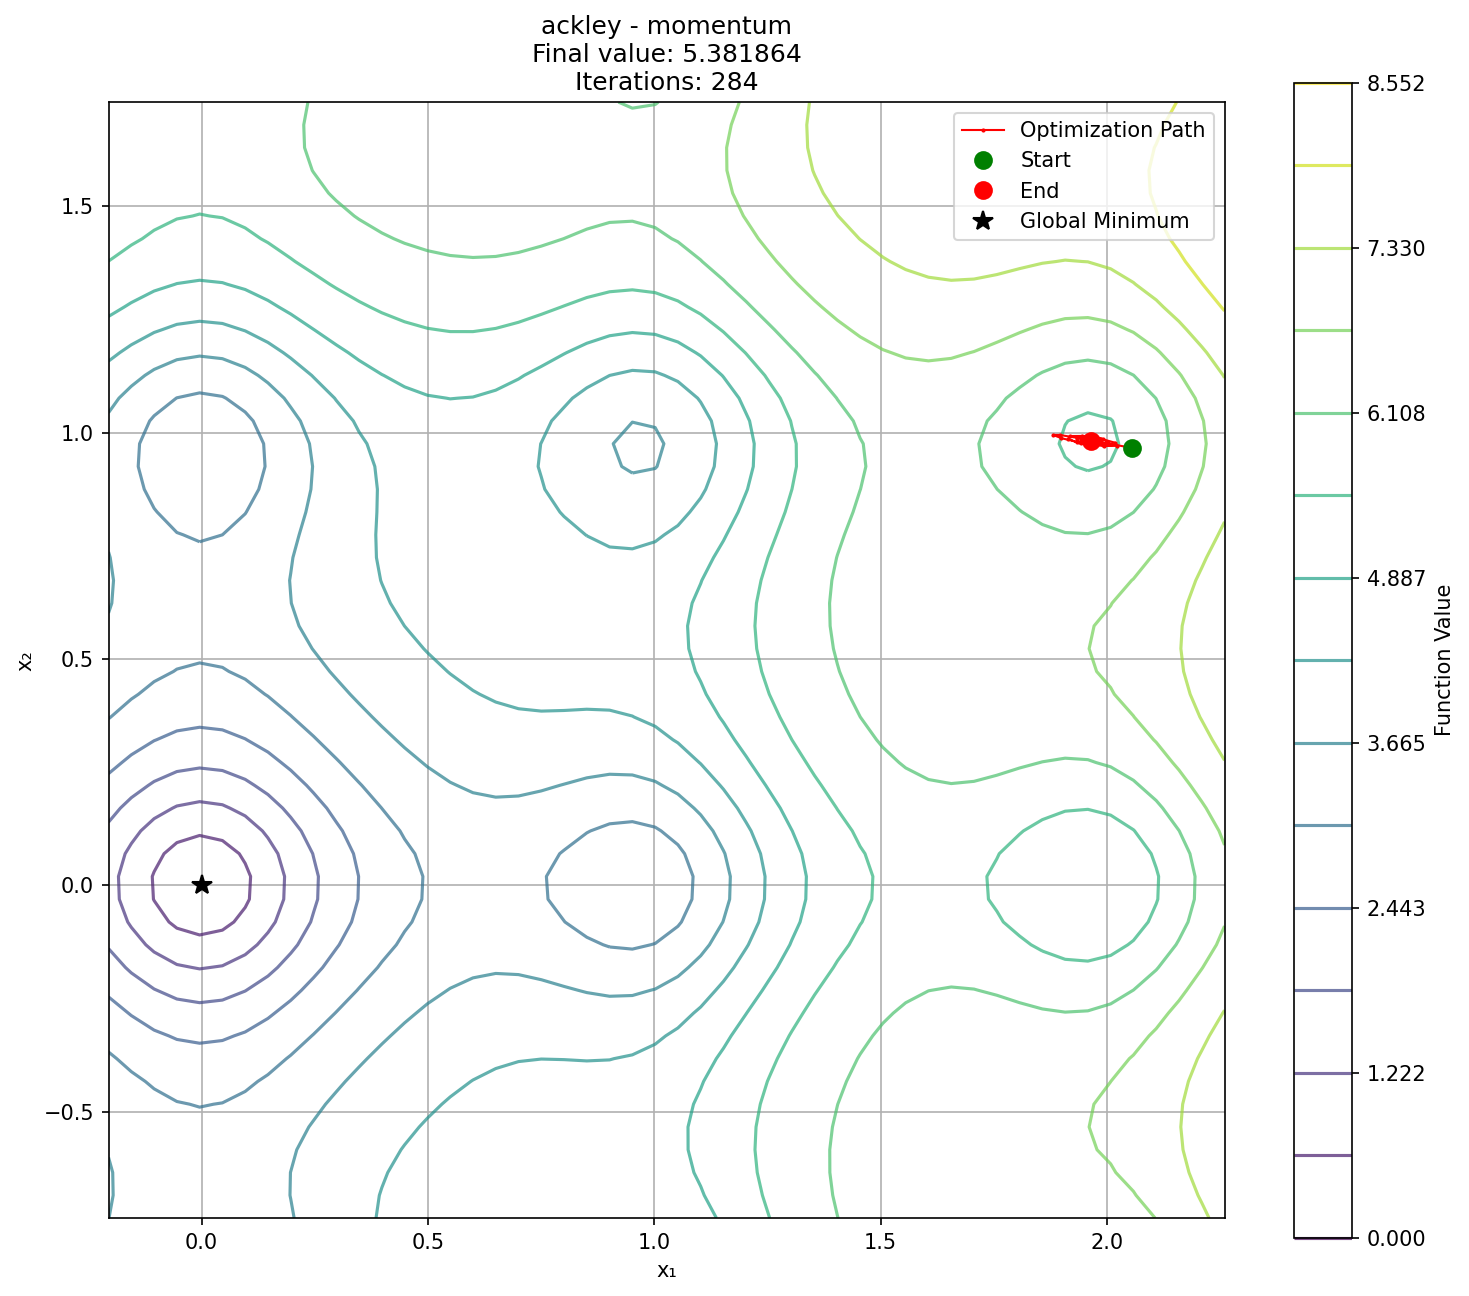 ackley - momentum
Final value: 5.381864
Iterations: 284
Optimization Path
Start
End
Global Minimum
1.5
1.0
0.5
0.0
−0.5
x₂
0.0
0.5
1.0
1.5
2.0
x₁
8.552
7.330
6.108
4.887
3.665
2.443
1.222
0.000
Function Value